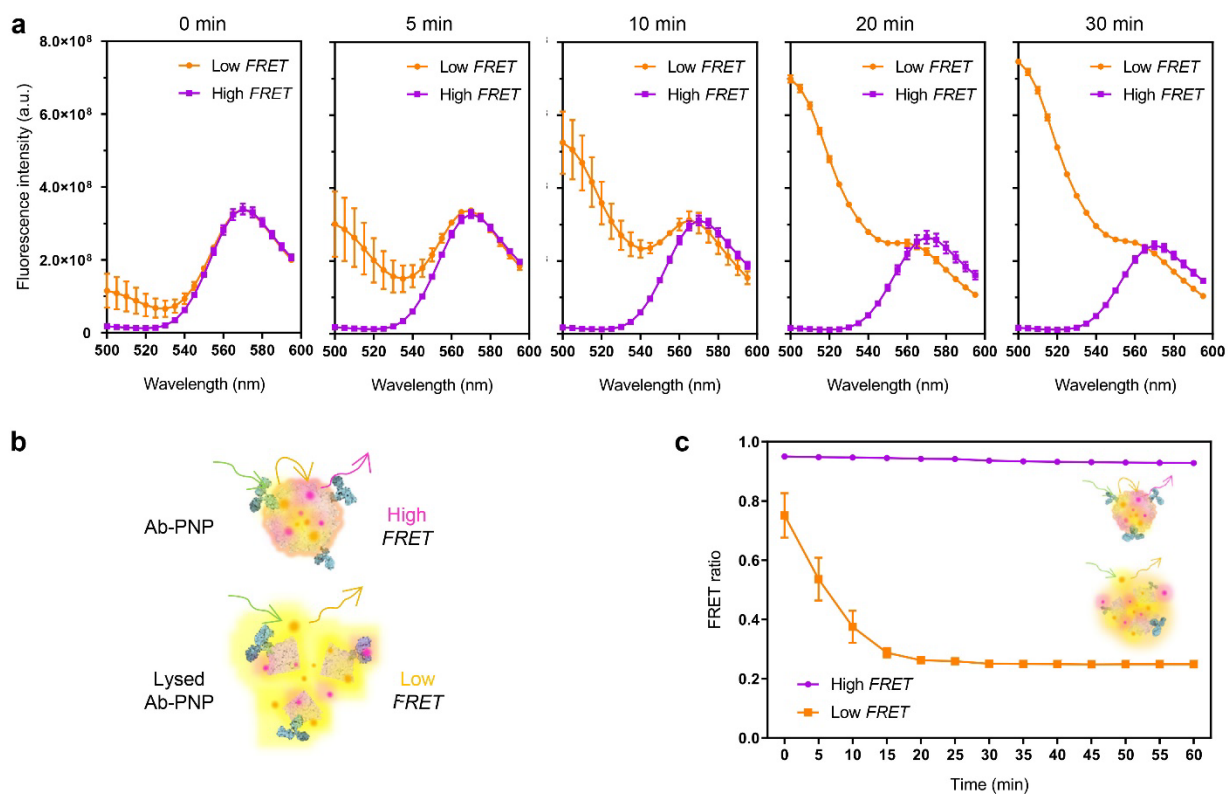 a
0 min
5 min
10 min
20 min
30 min
Fluorescence intensity (a.u.)
8.0×10⁸
6.0×10⁸
4.0×10⁸
2.0×10⁸
0
Low FRET
High FRET
Low FRET
High FRET
Low FRET
High FRET
Low FRET
High FRET
Low FRET
High FRET
500 520 540 560 580 600
500 520 540 560 580 600
500 520 540 560 580 600
500 520 540 560 580 600
500 520 540 560 580 600
Wavelength (nm)
Wavelength (nm)
Wavelength (nm)
Wavelength (nm)
Wavelength (nm)
b
Ab-PNP
High
FRET
Lysed
Ab-PNP
Low
FRET
c
FRET ratio
1.0
0.8
0.6
0.4
0.2
0.0
High FRET
Low FRET
0 5 10 15 20 25 30 35 40 45 50 55 60
Time (min)